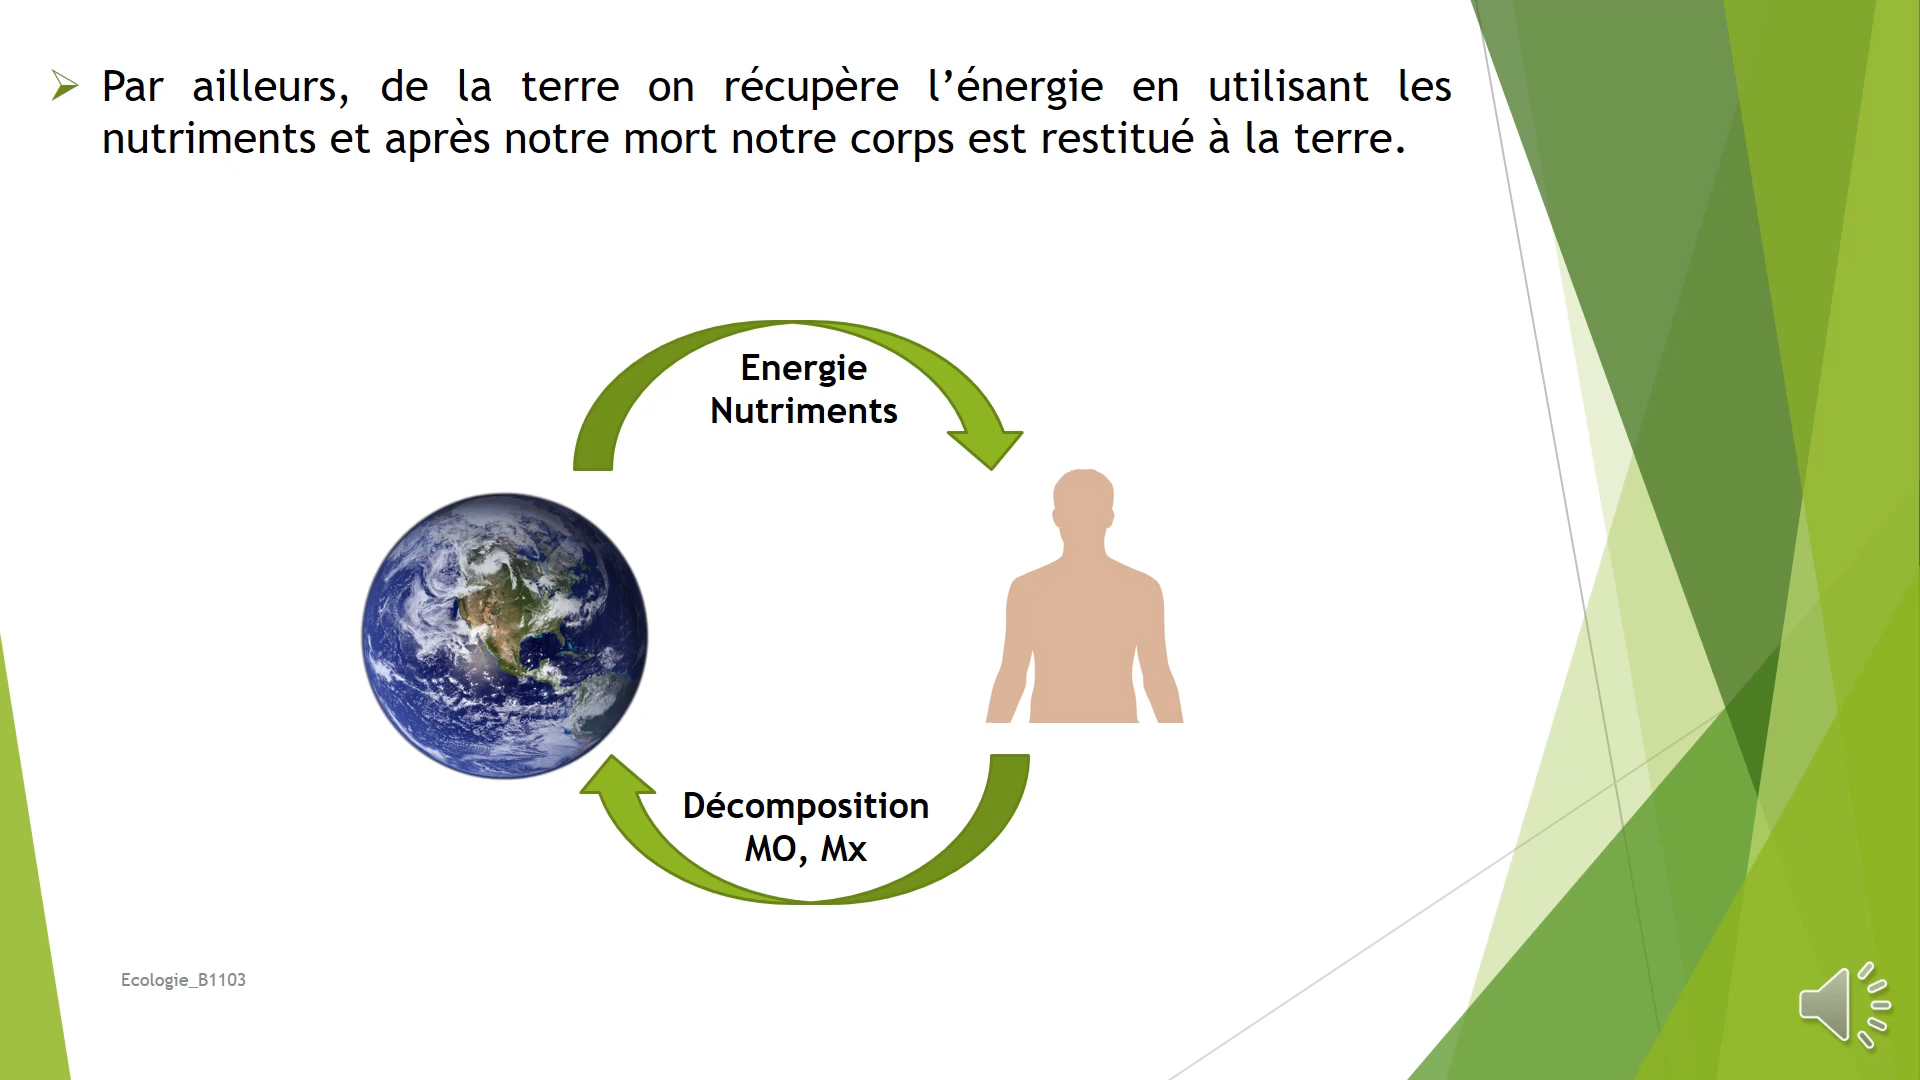 Par ailleurs, de la terre on récupère l’énergie en utilisant les
nutriments et après notre mort notre corps est restitué à la terre.
Energie
Nutriments
Décomposition
MO, Mx
Ecologie_B1103